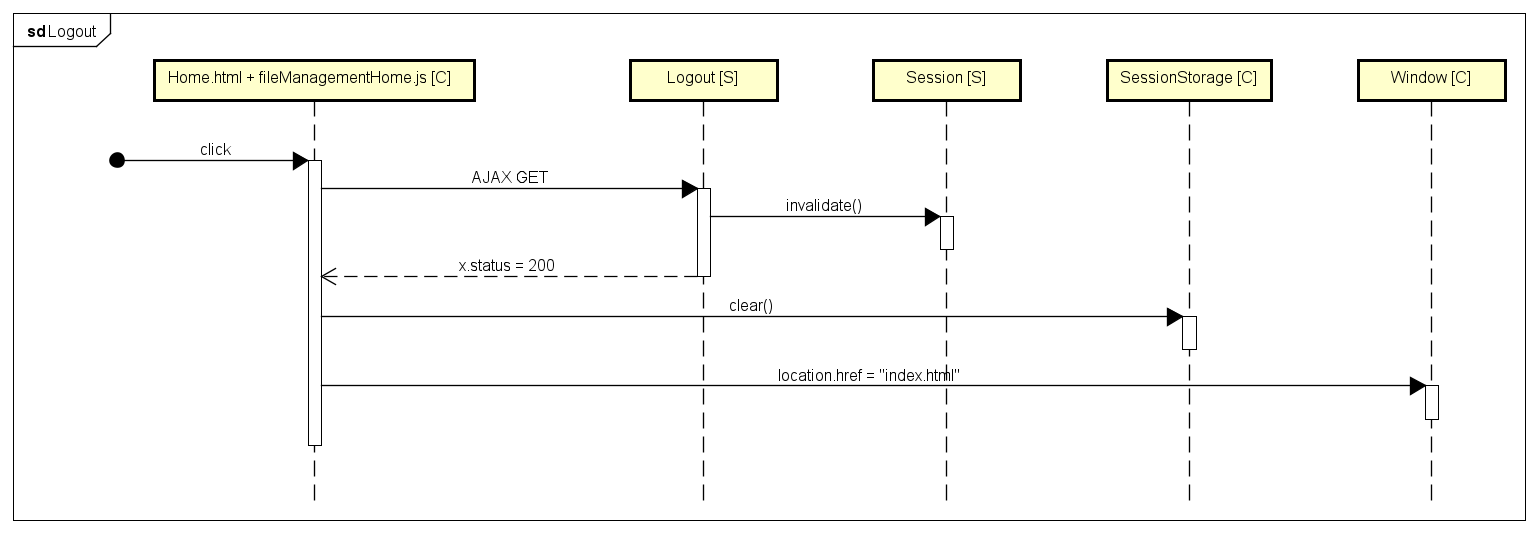 sd Logout
Home.html + fileManagementHome.js [C]
Logout [S]
Session [S]
SessionStorage [C]
Window [C]
click
AJAX GET
invalidate()
x.status = 200
clear()
location.href = "index.html"